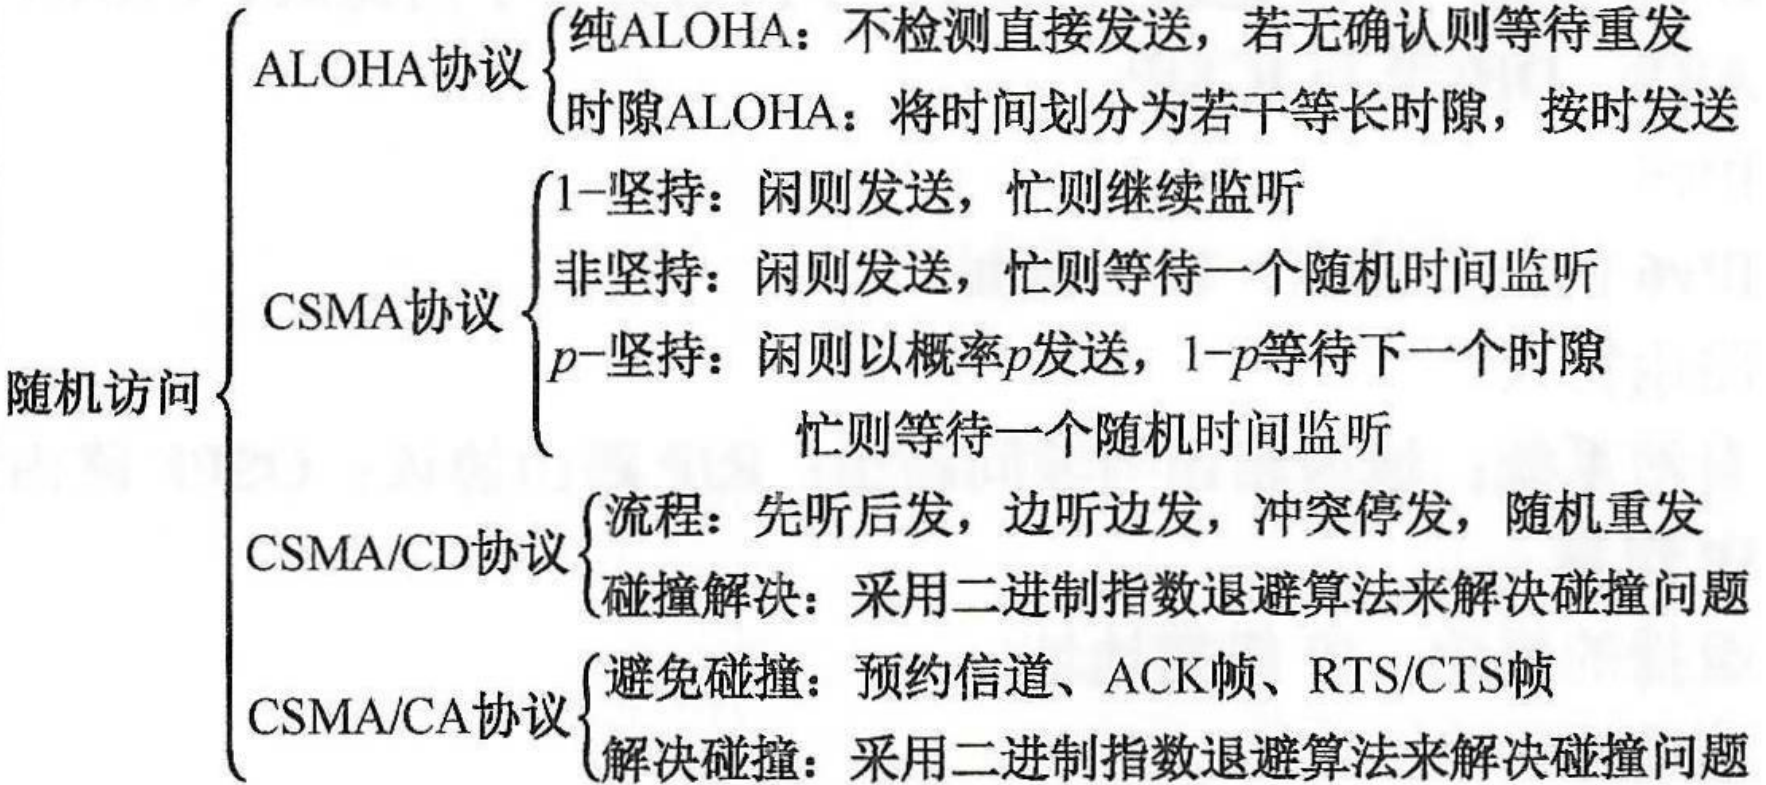 纯ALOHA：不检测直接发送，若无确认则等待重发
ALOHA协议
时隙ALOHA：将时间划分为若干等长时隙，按时发送
1-坚持：闲则发送，忙则继续监听
非坚持：闲则发送，忙则等待一个随机时间监听
CSMA协议
p-坚持：闲则以概率p发送，1-p等待下一个时隙
忙则等待一个随机时间监听
随机访问
流程：先听后发，边听边发，冲突停发，随机重发
CSMA/CD协议
碰撞解决：采用二进制指数退避算法来解决碰撞问题
避免碰撞：预约信道、ACK帧、RTS/CTS帧
CSMA/CA协议
解决碰撞：采用二进制指数退避算法来解决碰撞问题